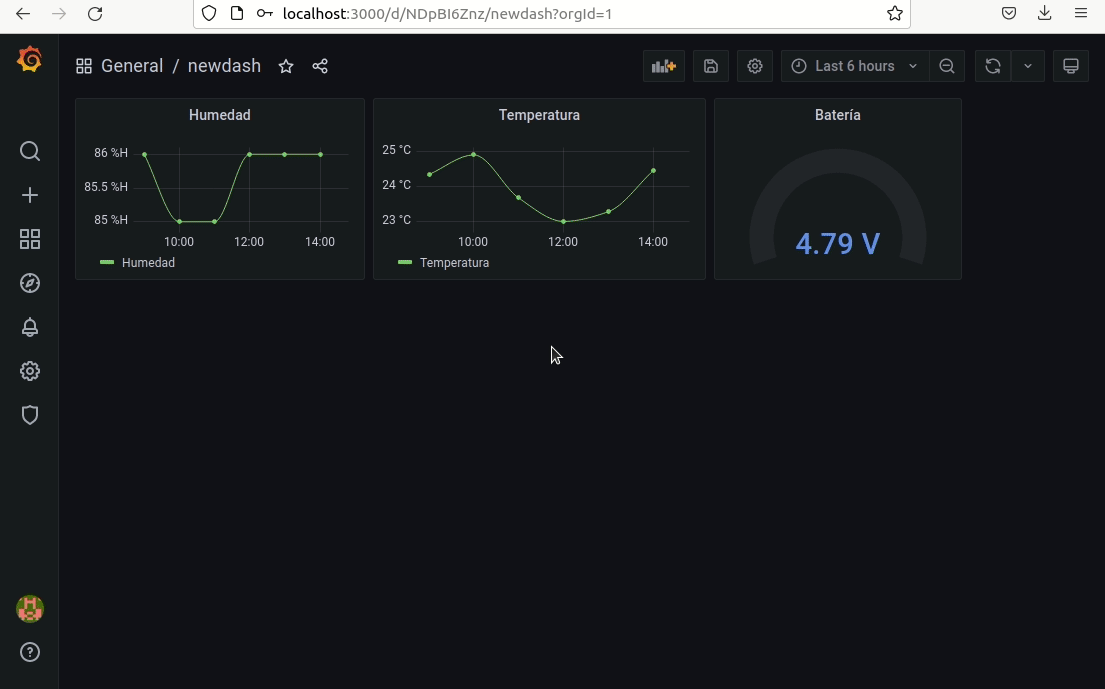 localhost:3000/d/NDpBI6Znz/newdash?orgId=1
General / newdash
Last 6 hours
Humedad
86 %H
85.5 %H
85 %H
10:00 12:00 14:00
Humedad
Temperatura
25 °C
24 °C
23 °C
10:00 12:00 14:00
Temperatura
Batería
4.79 V